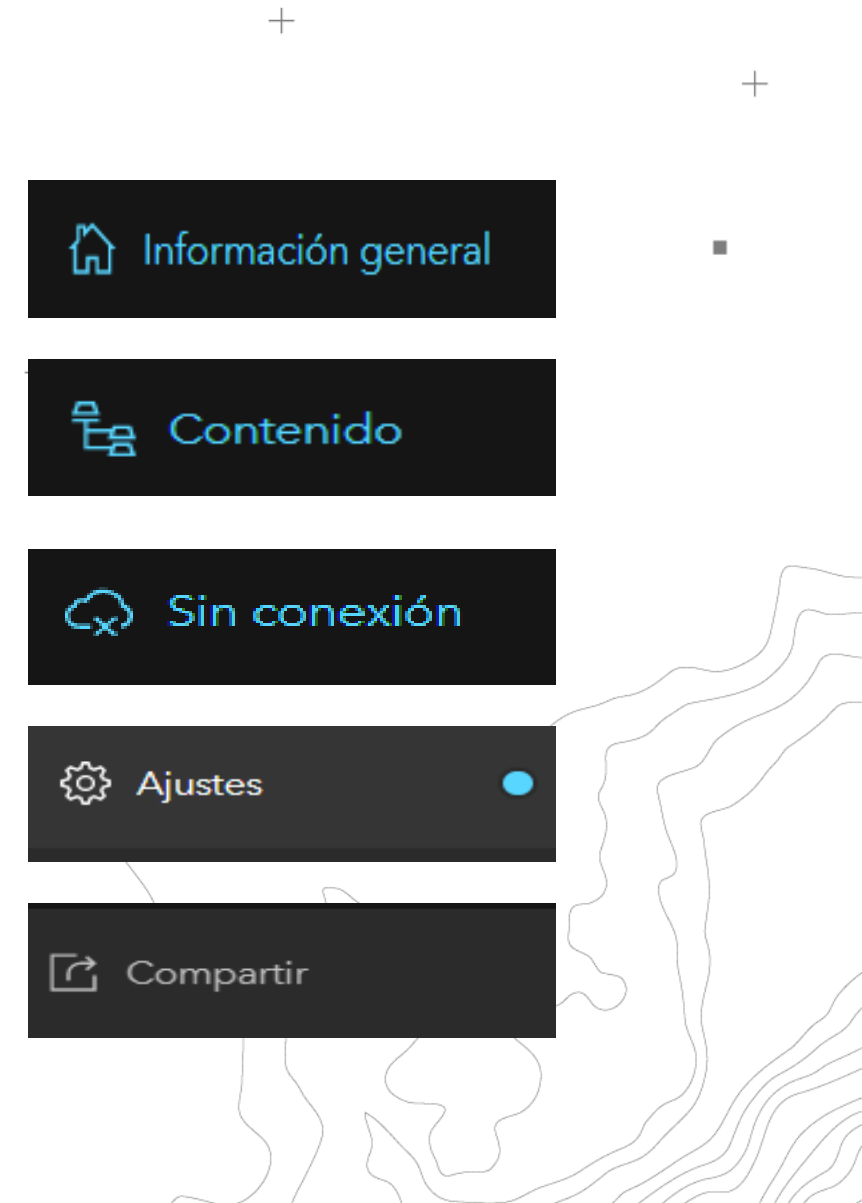 Información general
Contenido
Sin conexión
Ajustes
Compartir